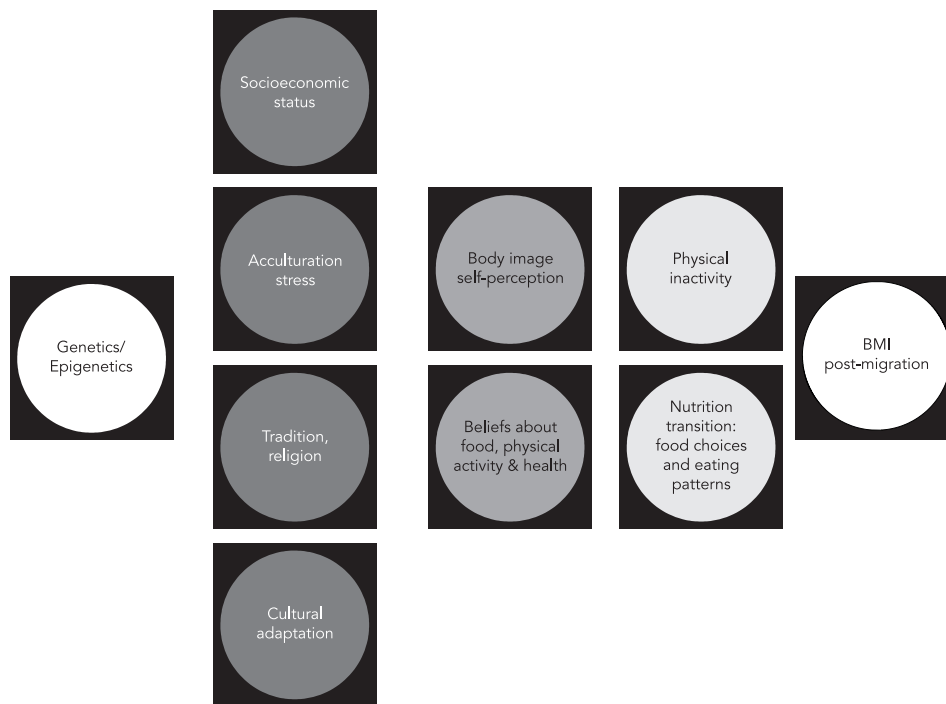 Genetics/
Epigenetics
Socioeconomic
status
Acculturation
stress
Tradition,
religion
Cultural
adaptation
Body image
self-perception
Beliefs about
food, physical
activity & health
Physical
inactivity
Nutrition
transition:
food choices
and eating
patterns
BMI
post-migration